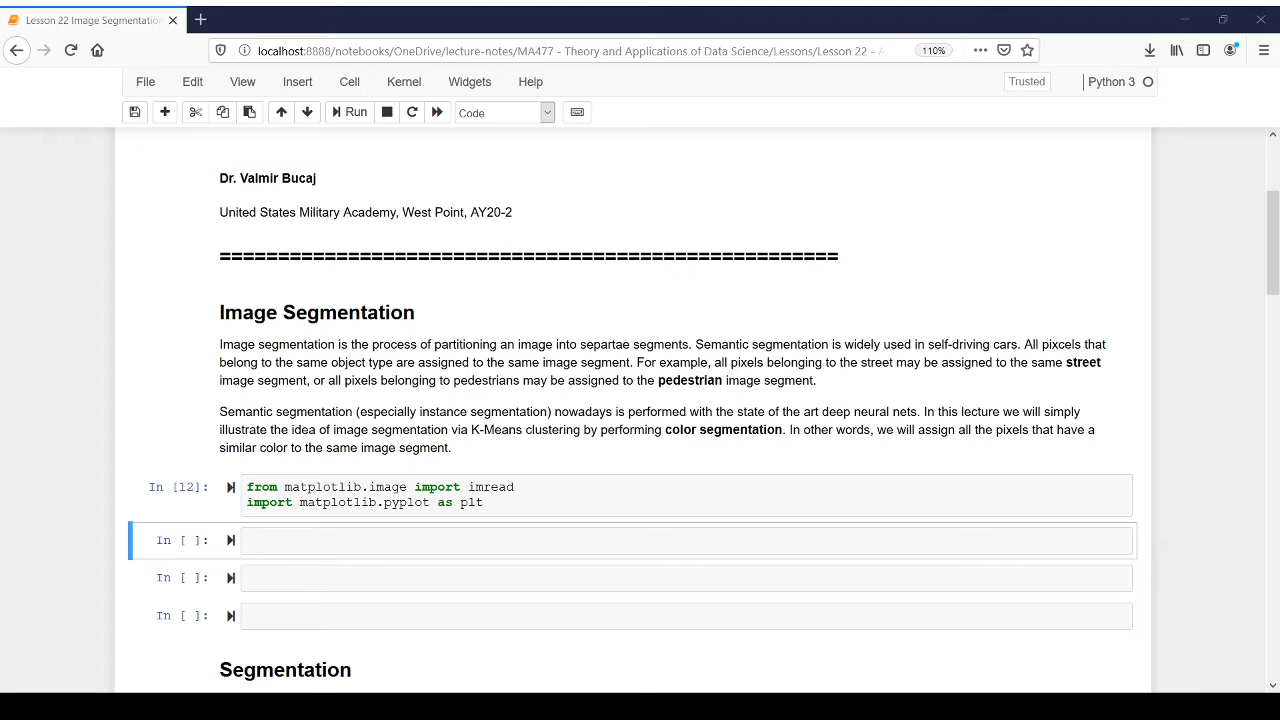 Lesson 22 Image Segmentation
localhost:8888/notebooks/OneDrive/lecture-notes/MA477 - Theory and Applications of Data Science/Lessons/Lesson 22 -
110%
File Edit View Insert Cell Kernel Widgets Help
Trusted
Python 3
Run
Code
Dr. Valmir Bucaj
United States Military Academy, West Point, AY20-2
=====================================================
Image Segmentation
Image segmentation is the process of partitioning an image into separtae segments. Semantic segmentation is widely used in self-driving cars. All pixcels that
belong to the same object type are assigned to the same image segment. For example, all pixels belonging to the street may be assigned to the same street
image segment, or all pixels belonging to pedestrians may be assigned to the pedestrian image segment.
Semantic segmentation (especially instance segmentation) nowadays is performed with the state of the art deep neural nets. In this lecture we will simply
illustrate the idea of image segmentation via K-Means clustering by performing color segmentation. In other words, we will assign all the pixels that have a
similar color to the same image segment.
In [12]:
from matplotlib.image import imread
import matplotlib.pyplot as plt
In [ ]:
In [ ]:
In [ ]:
Segmentation